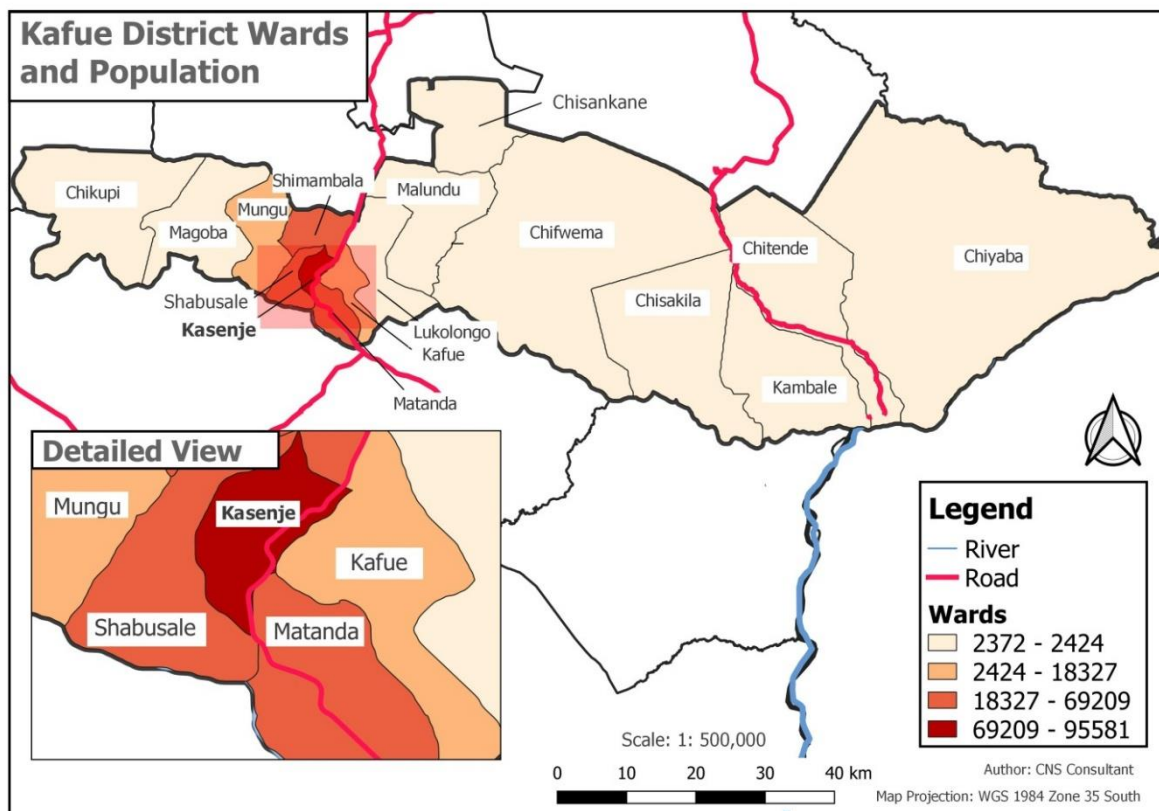 Kafue District Wards
and Population
Chisankane
Shimambala
Malundu
Chikupi
Mungu
Magoba
Chifwema
Chitende
Chiyaba
Shabusale
Chisakila
Kasenje
Lukolongo
Kafue
Kambale
Matanda
Detailed View
Mungu
Kasenje
Kafue
Shabusale
Matanda
Legend
River
Road
Wards
2372 - 2424
2424 - 18327
18327 - 69209
69209 - 95581
Scale: 1: 500,000
0 10 20 30 40 km
Author: CNS Consultant
Map Projection: WGS 1984 Zone 35 South